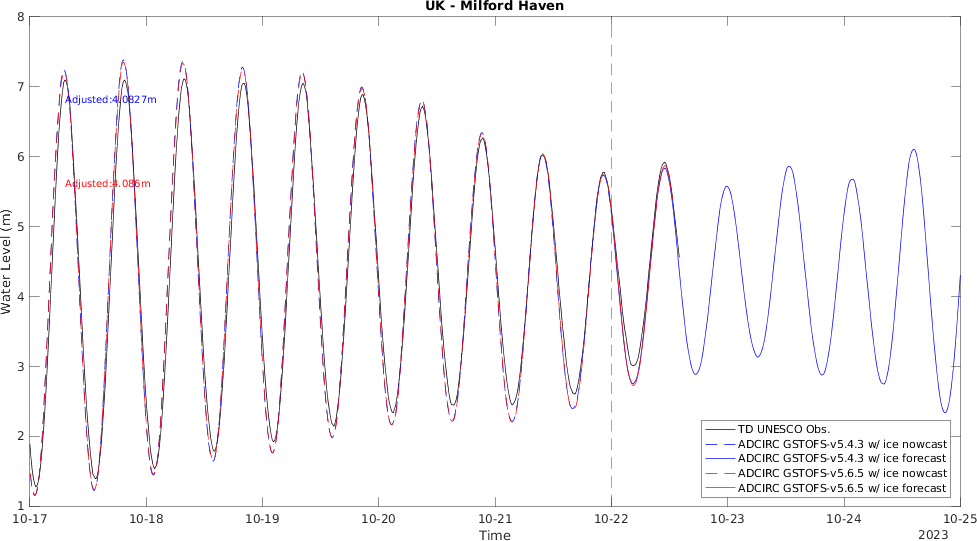 UK - Milford Haven
8
7
6
5
4
3
2
1
Water Level (m)
Adjusted:4.0827m
Adjusted:4.086m
TD UNESCO Obs.
ADCIRC GSTOFS-v5.4.3 w/ ice nowcast
ADCIRC GSTOFS-v5.4.3 w/ ice forecast
ADCIRC GSTOFS-v5.6.5 w/ ice nowcast
ADCIRC GSTOFS-v5.6.5 w/ ice forecast
10-17 10-18 10-19 10-20 10-21 10-22 10-23 10-24 10-25
Time
2023